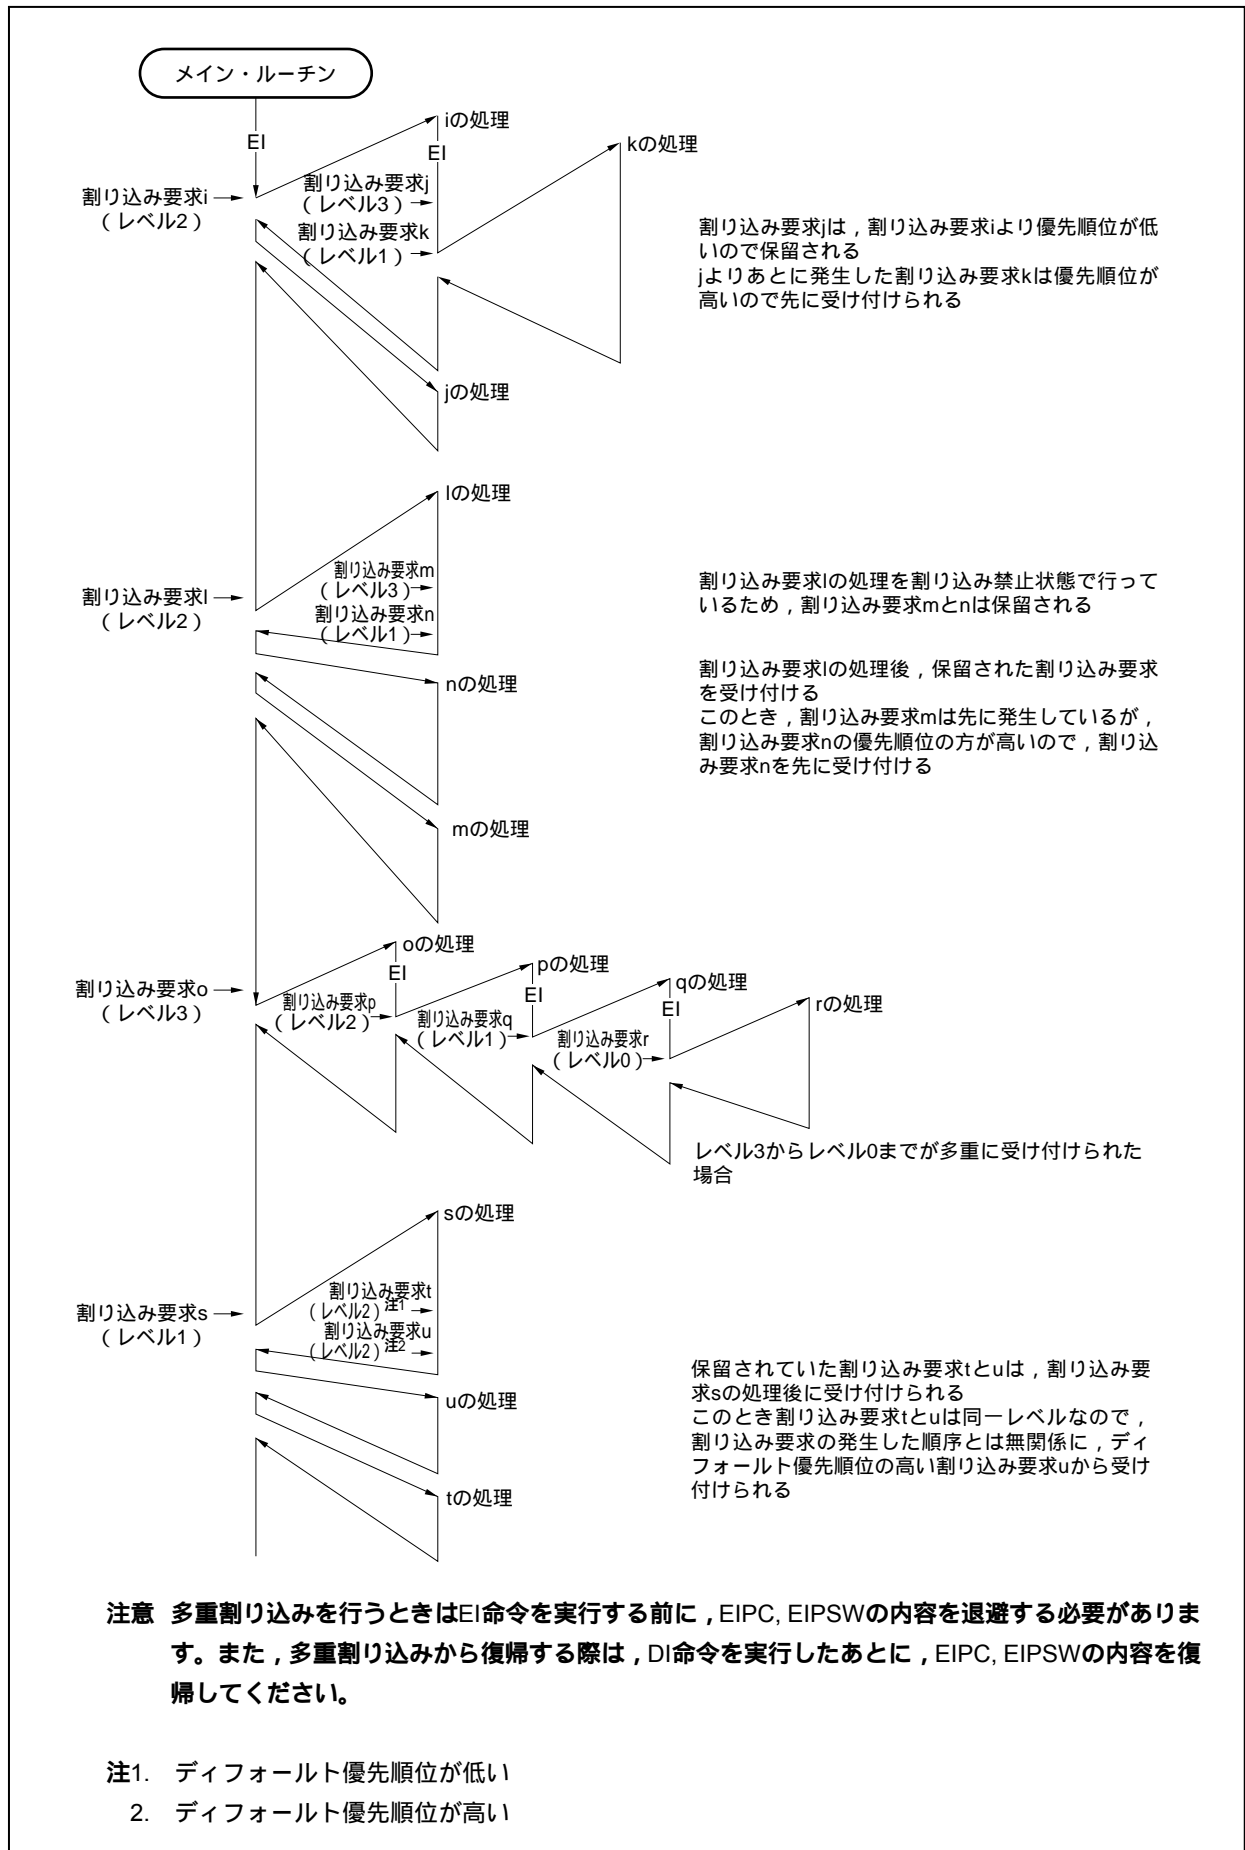 メイン・ルーチン
EI
iの処理
EI
kの処理
割り込み要求i
（レベル2）
割り込み要求j
（レベル3）
割り込み要求k
（レベル1）
割り込み要求jは，割り込み要求iより優先順位が低
いので保留される
jよりあとに発生した割り込み要求kは優先順位が
高いので先に受け付けられる
jの処理
lの処理
割り込み要求l
（レベル2）
割り込み要求m
（レベル3）
割り込み要求n
（レベル1）
割り込み要求lの処理を割り込み禁止状態で行って
いるため，割り込み要求mとnは保留される
nの処理
割り込み要求lの処理後，保留された割り込み要求
を受け付ける
このとき，割り込み要求mは先に発生しているが，
割り込み要求nの優先順位の方が高いので，割り込
み要求nを先に受け付ける
mの処理
oの処理
EI
pの処理
EI
qの処理
EI
rの処理
割り込み要求o
（レベル3）
割り込み要求p
（レベル2）
割り込み要求q
（レベル1）
割り込み要求r
（レベル0）
レベル3からレベル0までが多重に受け付けられた
場合
sの処理
割り込み要求s
（レベル1）
割り込み要求t
（レベル2）注1
割り込み要求u
（レベル2）注2
uの処理
tの処理
保留されていた割り込み要求tとuは，割り込み要
求sの処理後に受け付けられる
このとき割り込み要求tとuは同一レベルなので，
割り込み要求の発生した順序とは無関係に，ディ
フォールト優先順位の高い割り込み要求uから受け
付けられる
注意 多重割り込みを行うときはEI命令を実行する前に，EIPC, EIPSWの内容を退避する必要がありま
す。また，多重割り込みから復帰する際は，DI命令を実行したあとに，EIPC, EIPSWの内容を復
帰してください。
注1. ディフォールト優先順位が低い
2. ディフォールト優先順位が高い